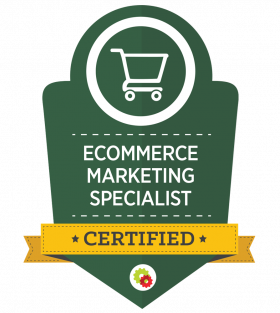 ECOMMERCE
MARKETING
SPECIALIST
CERTIFIED